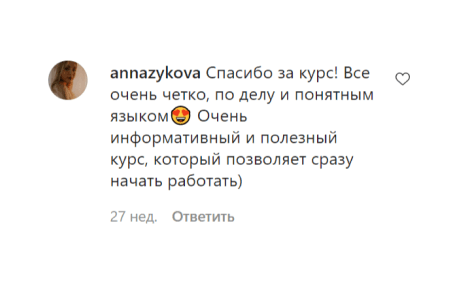 annazykova Спасибо за курс! Все
очень четко, по делу и понятным
языком😍 Очень
информативный и полезный
курс, который позволяет сразу
начать работать)
27 нед. Ответить